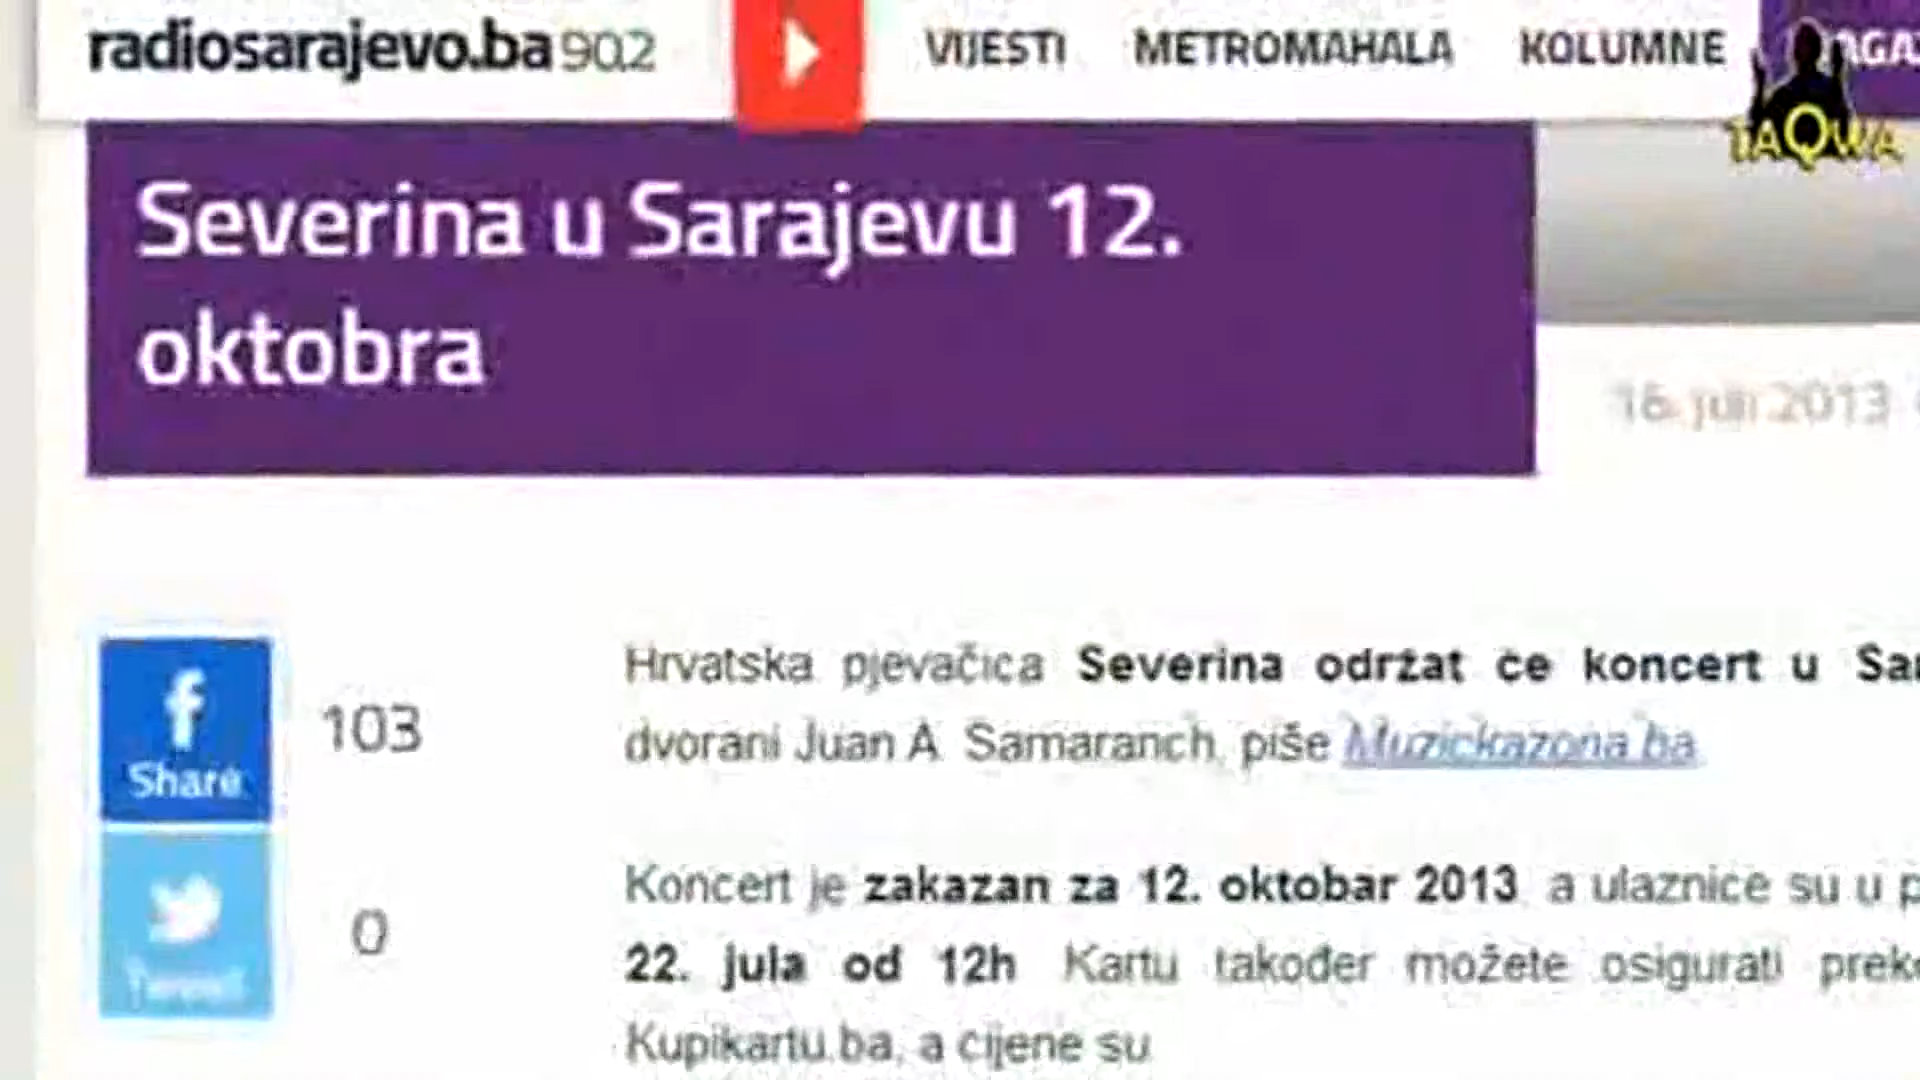 radiosarajevo.ba 90.2
VIJESTI METROMAHALA KOLUMNE
TAQWA
Severina u Sarajevu 12.
oktobra
16. juli 2013
Share
103
Tweet
0
Hrvatska pjevačica Severina održat će koncert u
dvorani Juan A. Samaranch, piše Muzickazona.ba
Koncert je zakazan za 12. oktobar 2013, a ulaznice su u
22. jula od 12h. Kartu također možete osigurati
Kupikartu.ba, a cijene su